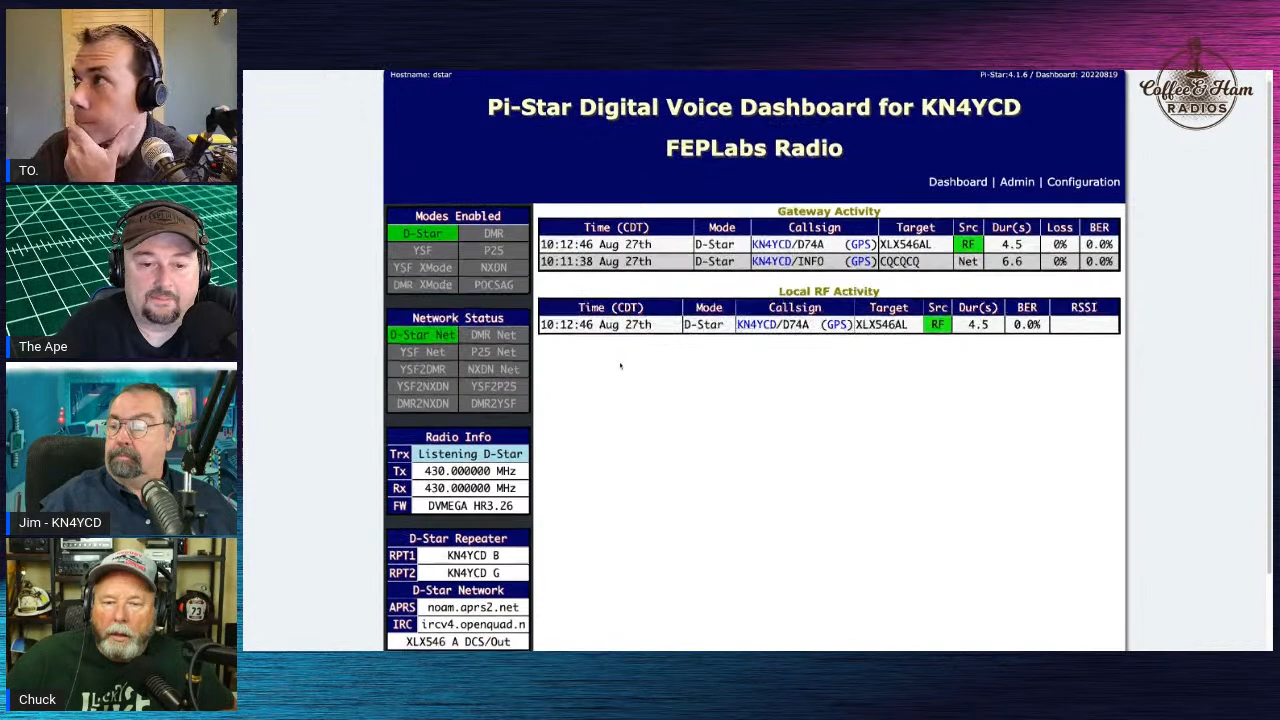 TO.
The Ape
Jim - KN4YCD
Chuck
23
Coffee & Ham
RADIOS
Hostname: dstar
Pi-Star:4.1.6 / Dashboard: 20220819
Pi-Star Digital Voice Dashboard for KN4YCD
FEPLabs Radio
Dashboard | Admin | Configuration
Modes Enabled
D-Star DMR
YSF P25
YSF XMode NXDN
DMR XMode POCSAG
Network Status
D-Star Net DMR Net
YSF Net P25 Net
YSF2DMR NXDN Net
YSF2NXDN YSF2P25
DMR2NXDN DMR2YSF
Radio Info
Trx Listening D-Star
Tx 430.000000 MHz
Rx 430.000000 MHz
FW DVMEGA HR3.26
D-Star Repeater
RPT1 KN4YCD B
RPT2 KN4YCD G
D-Star Network
APRS noam.aprs2.net
IRC ircv4.openquad.n
XLX546 A DCS/Out
Gateway Activity
Time (CDT) Mode Callsign Target Src Dur(s) Loss BER
10:12:46 Aug 27th D-Star KN4YCD/D74A (GPS) XLX546AL RF 4.5 0% 0.0%
10:11:38 Aug 27th D-Star KN4YCD/INFO (GPS) CQCQCQ Net 6.6 0% 0.0%
Local RF Activity
Time (CDT) Mode Callsign Target Src Dur(s) BER RSSI
10:12:46 Aug 27th D-Star KN4YCD/D74A (GPS) XLX546AL RF 4.5 0.0%